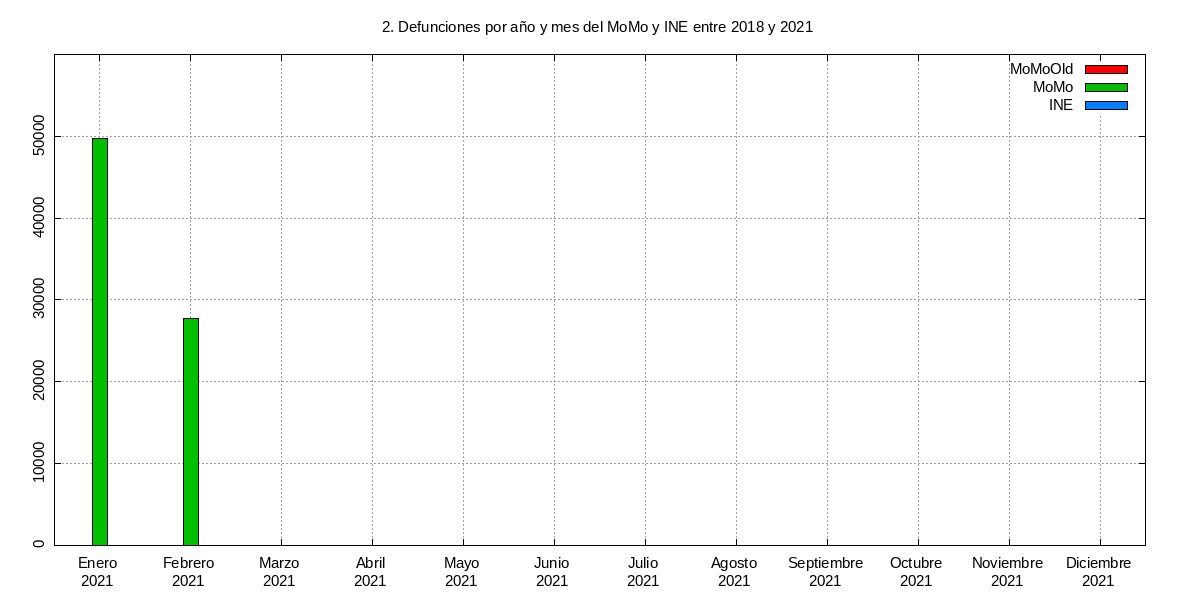 2. Defunciones por año y mes del MoMo y INE entre 2018 y 2021
MoMoOld
MoMo
INE
50000
40000
30000
20000
10000
0
Enero Febrero Marzo Abril Mayo Junio Julio Agosto Septiembre Octubre Noviembre Diciembre
2021 2021 2021 2021 2021 2021 2021 2021 2021 2021 2021 2021